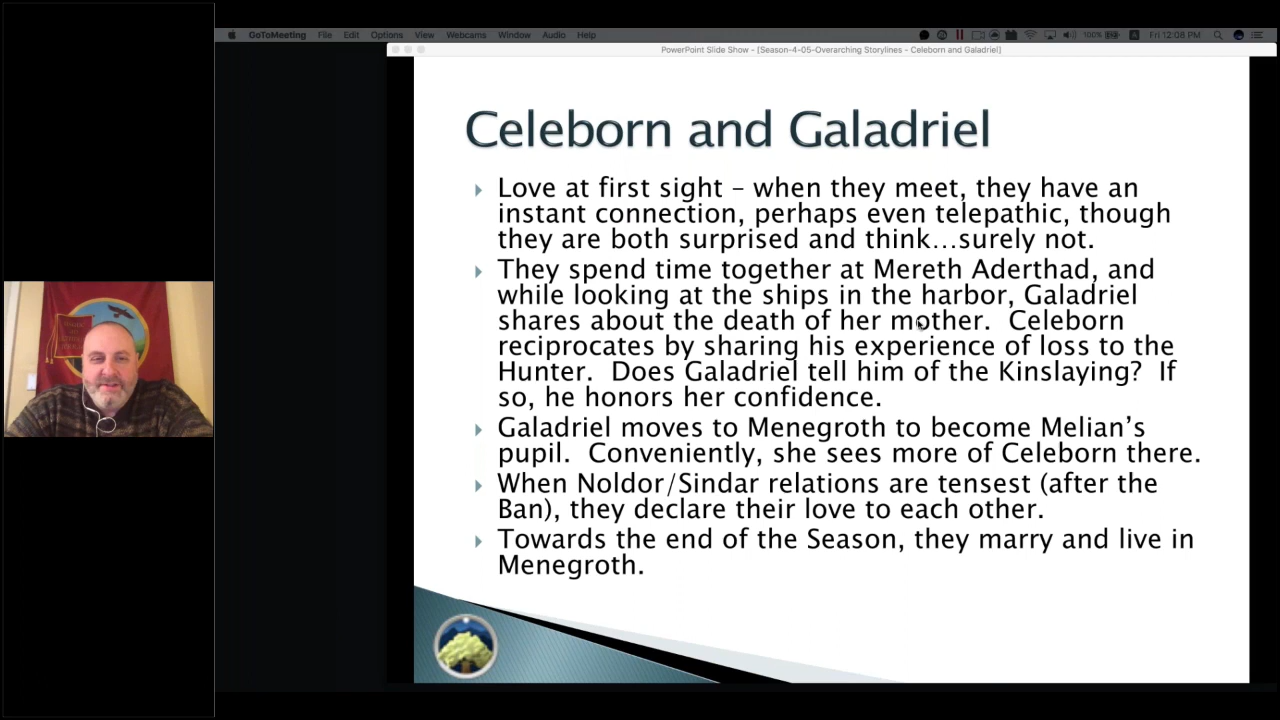 GoToMeeting File Edit Options View Webcams Window Audio Help
100% Fri 12:08 PM
PowerPoint Slide Show - [Season-4-05-Overarching Storylines - Celeborn and Galadriel]
Celeborn and Galadriel
Love at first sight – when they meet, they have an
instant connection, perhaps even telepathic, though
they are both surprised and think…surely not.
They spend time together at Mereth Aderthad, and
while looking at the ships in the harbor, Galadriel
shares about the death of her mother. Celeborn
reciprocates by sharing his experience of loss to the
Hunter. Does Galadriel tell him of the Kinslaying? If
so, he honors her confidence.
Galadriel moves to Menegroth to become Melian's
pupil. Conveniently, she sees more of Celeborn there.
When Noldor/Sindar relations are tensest (after the
Ban), they declare their love to each other.
Towards the end of the Season, they marry and live in
Menegroth.